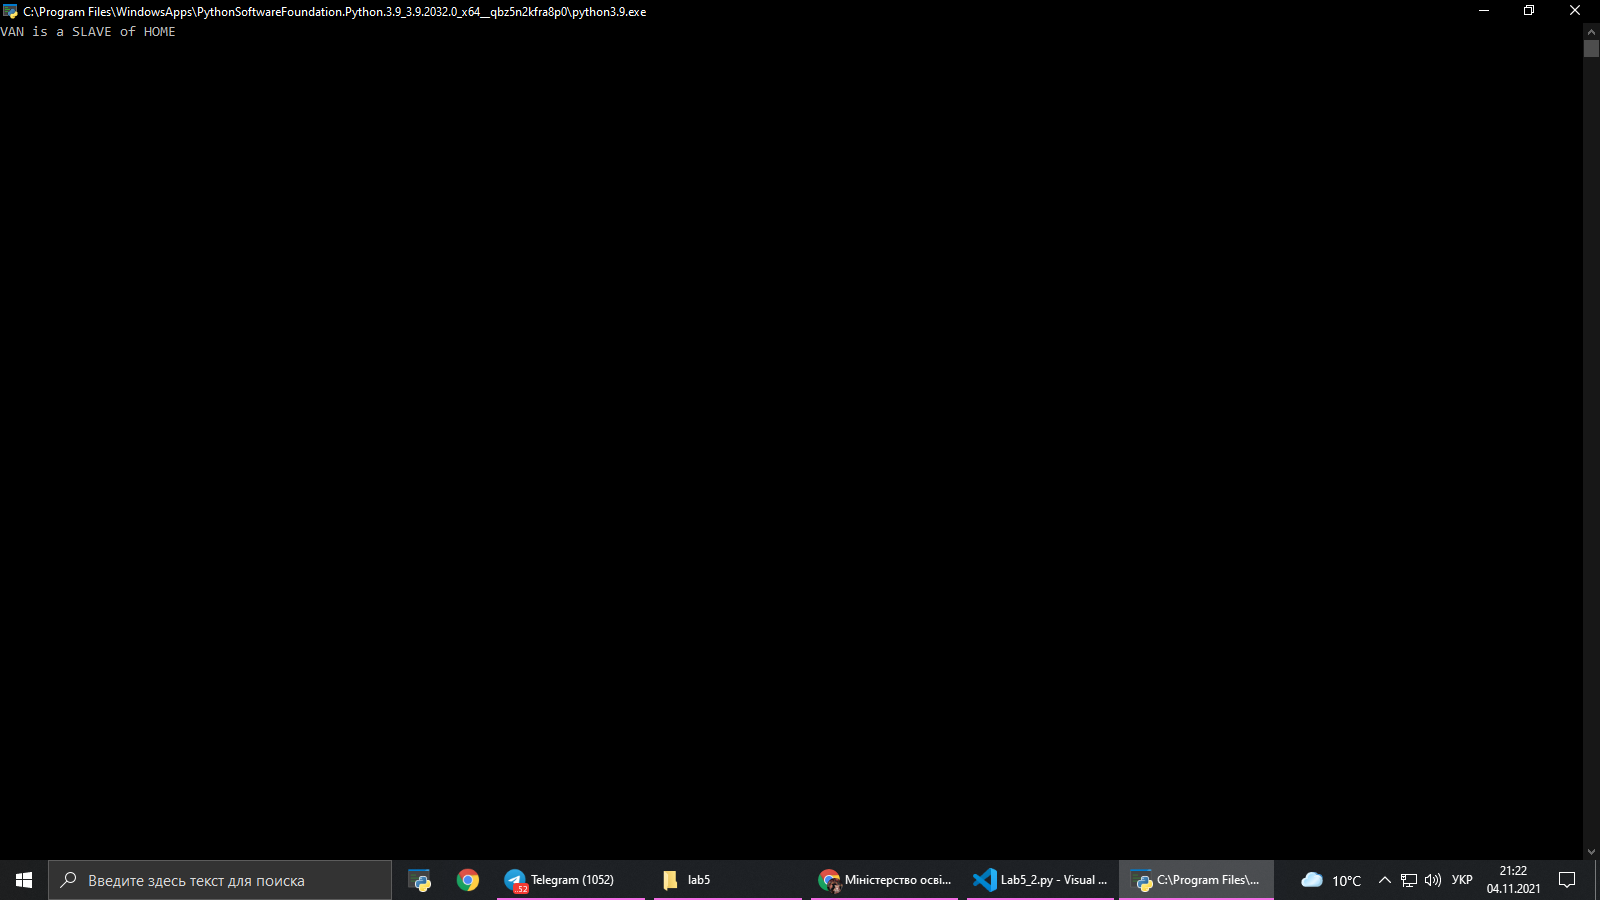 C:\Program Files\WindowsApps\PythonSoftwareFoundation.Python.3.9_3.9.2032.0_x64__qbz5n2kfra8p0\python3.9.exe
VAN is a SLAVE of HOME
Введите здесь текст для поиска
52
Telegram (1052)
lab5
Міністерство осві...
Lab5_2.py - Visual ...
C:\Program Files\...
10°C
УКР
21:22
04.11.2021